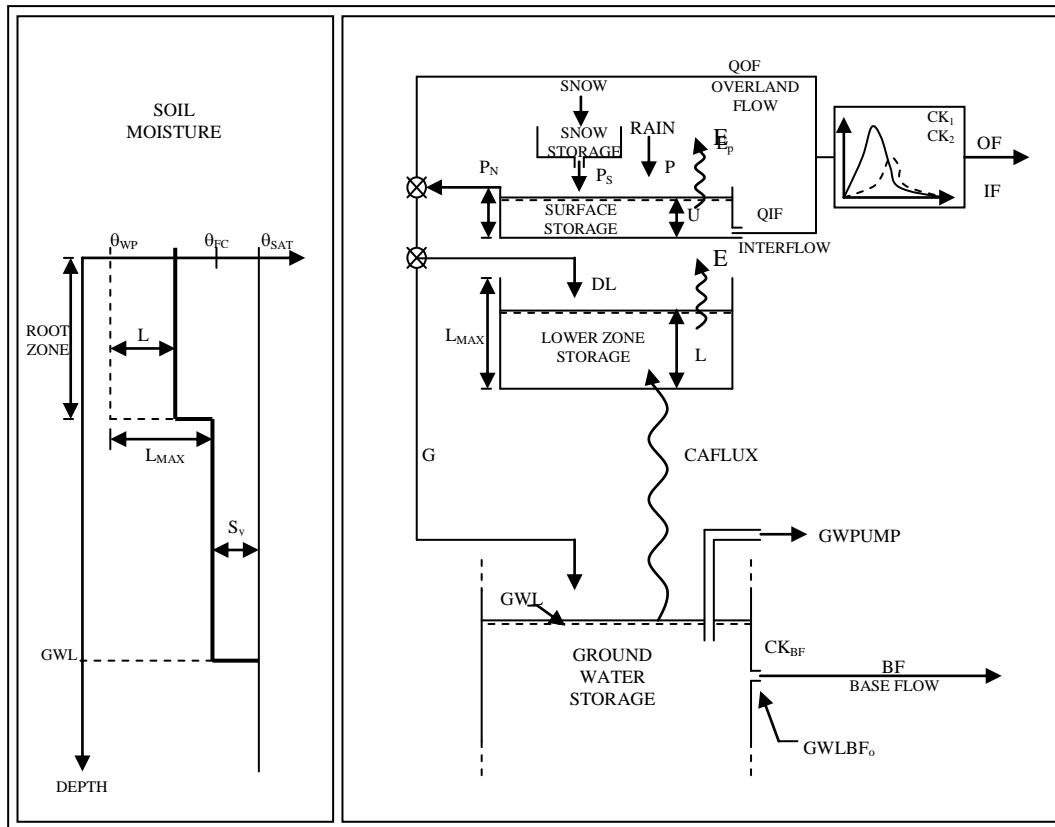 SOIL
MOISTURE
θWP
θFC
θSAT
ROOT
ZONE
L
LMAX
Sy
GWL
DEPTH
QOF
OVERLAND
FLOW
SNOW
SNOW
STORAGE
RAIN
PN
PS
P
E
Ep
SURFACE
STORAGE
U
QIF
INTERFLOW
CK1
CK2
OF
IF
DL
E
LMAX
LOWER ZONE
STORAGE
L
G
CAFLUX
GWPUMP
GWL
GROUND
WATER
STORAGE
CKBF
BF
BASE FLOW
GWLBFo